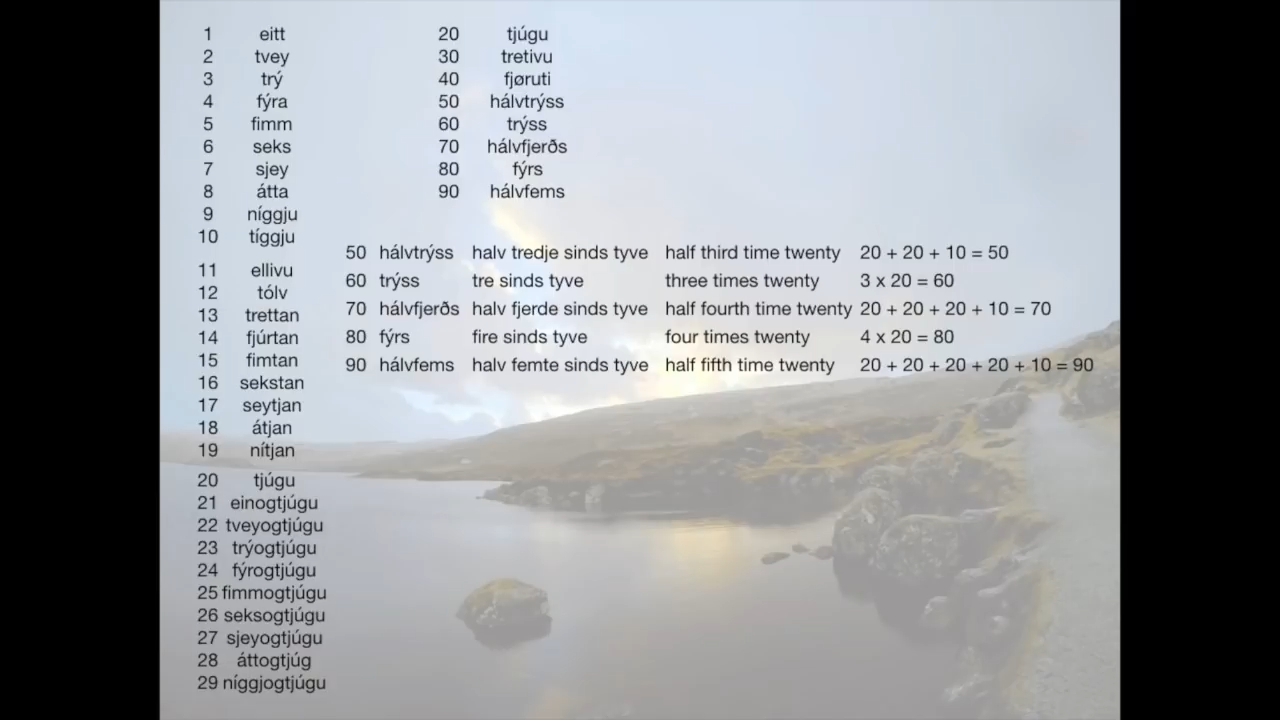 1 eitt
2 tvey
3 trý
4 fýra
5 fimm
6 seks
7 sjey
8 átta
9 níggju
10 tíggju
11 ellivu
12 tólv
13 trettan
14 fjúrtan
15 fimtan
16 sekstan
17 seytjan
18 átjan
19 nítjan
20 tjúgu
21 einogtjúgu
22 tveyogtjúgu
23 trýogtjúgu
24 fýrogtjúgu
25 fimmogtjúgu
26 seksogtjúgu
27 sjeyogtjúgu
28 áttogtjúg
29 níggjogtjúgu
20 tjúgu
30 tretivu
40 fjøruti
50 hálvtrýss
60 trýss
70 hálvfjerðs
80 fýrs
90 hálvfems
50 hálvtrýss halv tredje sinds tyve half third time twenty 20 + 20 + 10 = 50
60 trýss tre sinds tyve three times twenty 3 x 20 = 60
70 hálvfjerðs halv fjerde sinds tyve half fourth time twenty 20 + 20 + 20 + 10 = 70
80 fýrs fire sinds tyve four times twenty 4 x 20 = 80
90 hálvfems halv femte sinds tyve half fifth time twenty 20 + 20 + 20 + 20 + 10 = 90